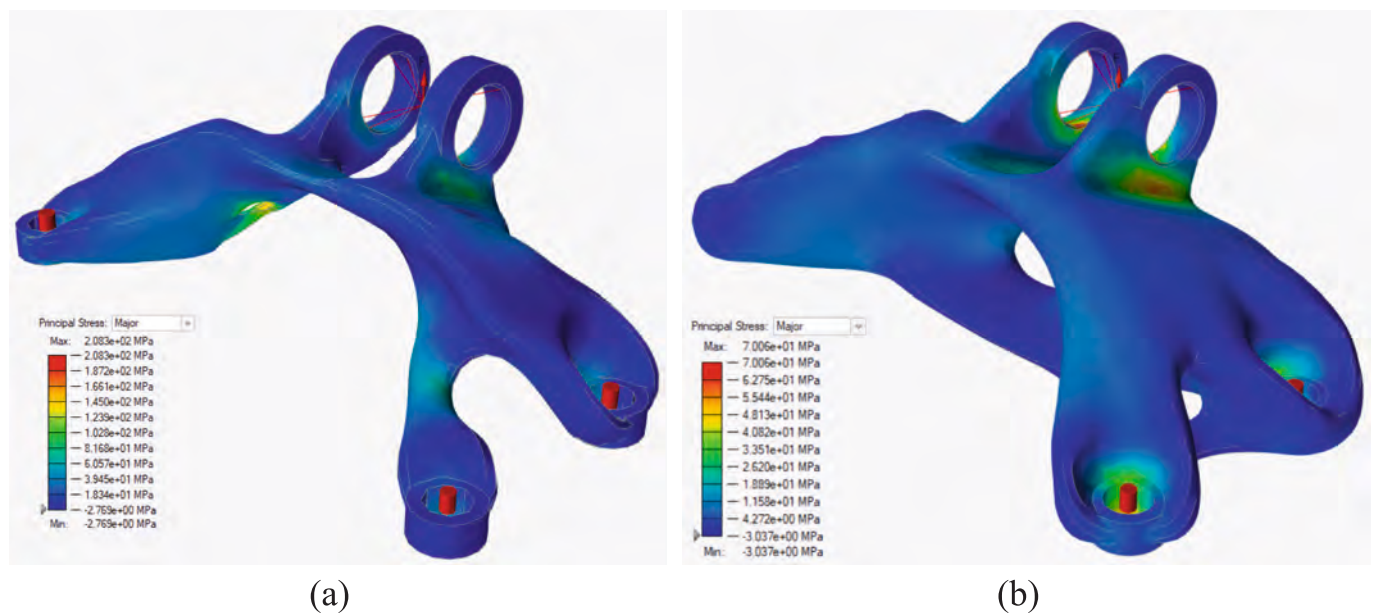 Principal Stress: Major
Max: 2.083e+02 MPa
2.083e+02 MPa
1.872e+02 MPa
1.661e+02 MPa
1.450e+02 MPa
1.239e+02 MPa
1.028e+02 MPa
8.168e+01 MPa
6.057e+01 MPa
3.945e+01 MPa
1.834e+01 MPa
-2.769e+00 MPa
Min: -2.769e+00 MPa
(a)
Principal Stress: Major
Max: 7.006e+01 MPa
7.006e+01 MPa
6.275e+01 MPa
5.544e+01 MPa
4.813e+01 MPa
4.082e+01 MPa
3.351e+01 MPa
2.620e+01 MPa
1.889e+01 MPa
1.158e+01 MPa
4.272e+00 MPa
-3.037e+00 MPa
Min: -3.037e+00 MPa
(b)